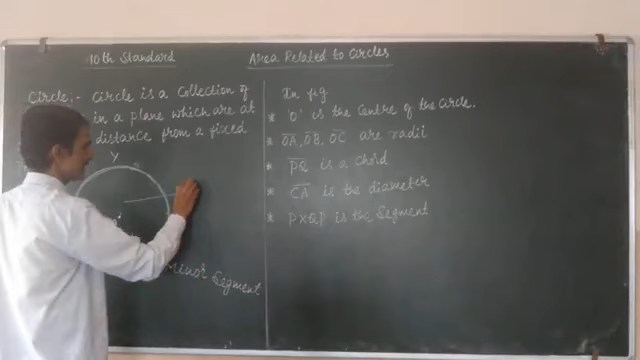 10th Standard
Area Related to Circles
Circle:- Circle is a Collection of
in a plane which are at
distance from a fixed
Y
Minor Segment
In fig
* 'O' is the Centre of the Circle.
* OA, OB, OC are radii
* PQ is a Chord
* CA is the diameter
* PXQP is the Segment